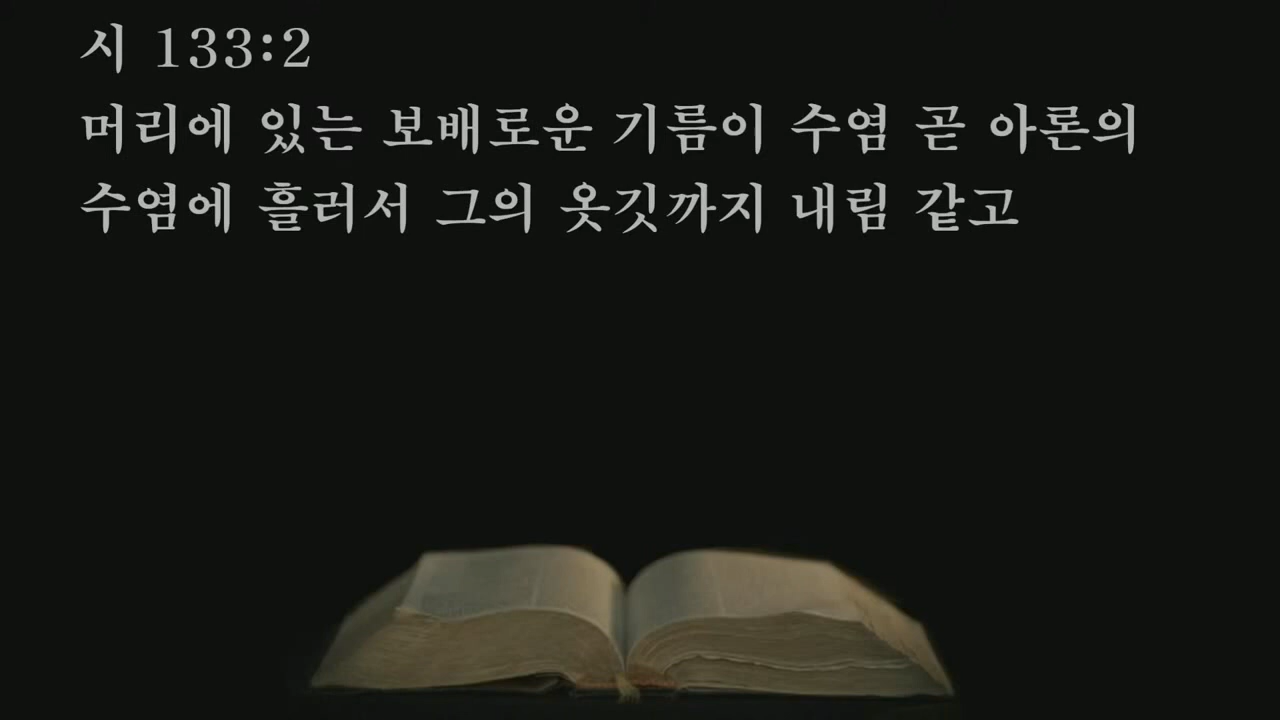 시 133:2
머리에 있는 보배로운 기름이 수염 곧 아론의
수염에 흘러서 그의 옷깃까지 내림 같고